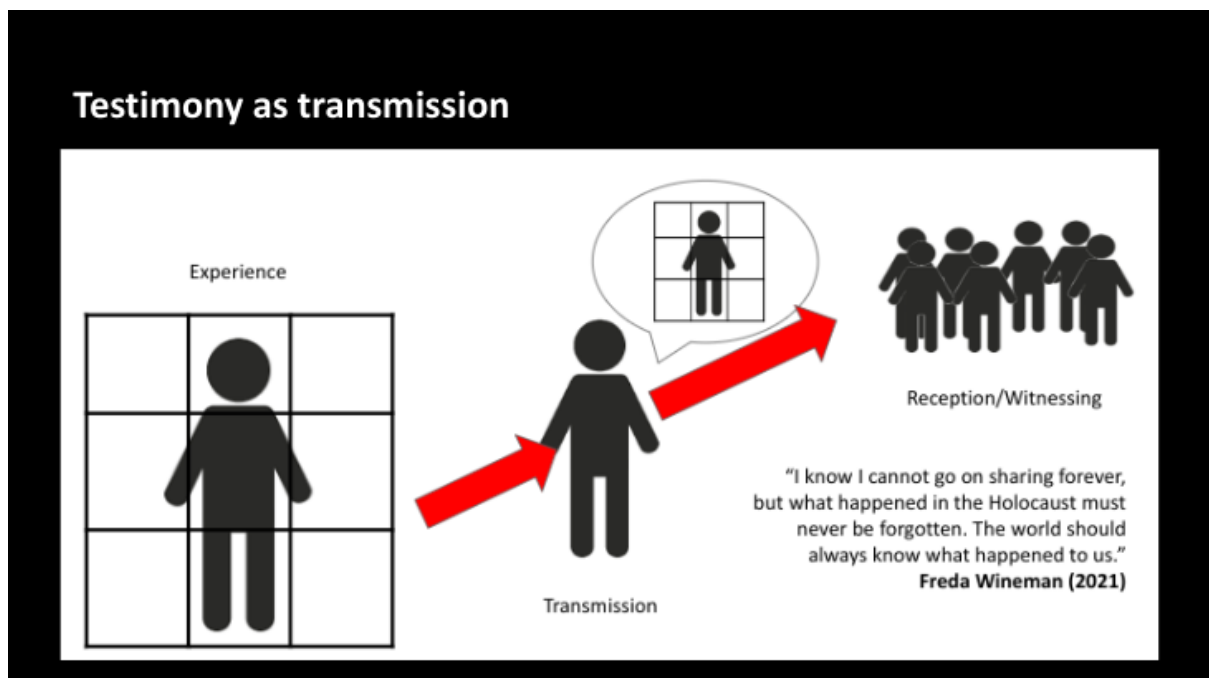 Testimony as transmission
Experience
Transmission
Reception/Witnessing
“I know I cannot go on sharing forever,
but what happened in the Holocaust must
never be forgotten. The world should
always know what happened to us.”
Freda Wineman (2021)